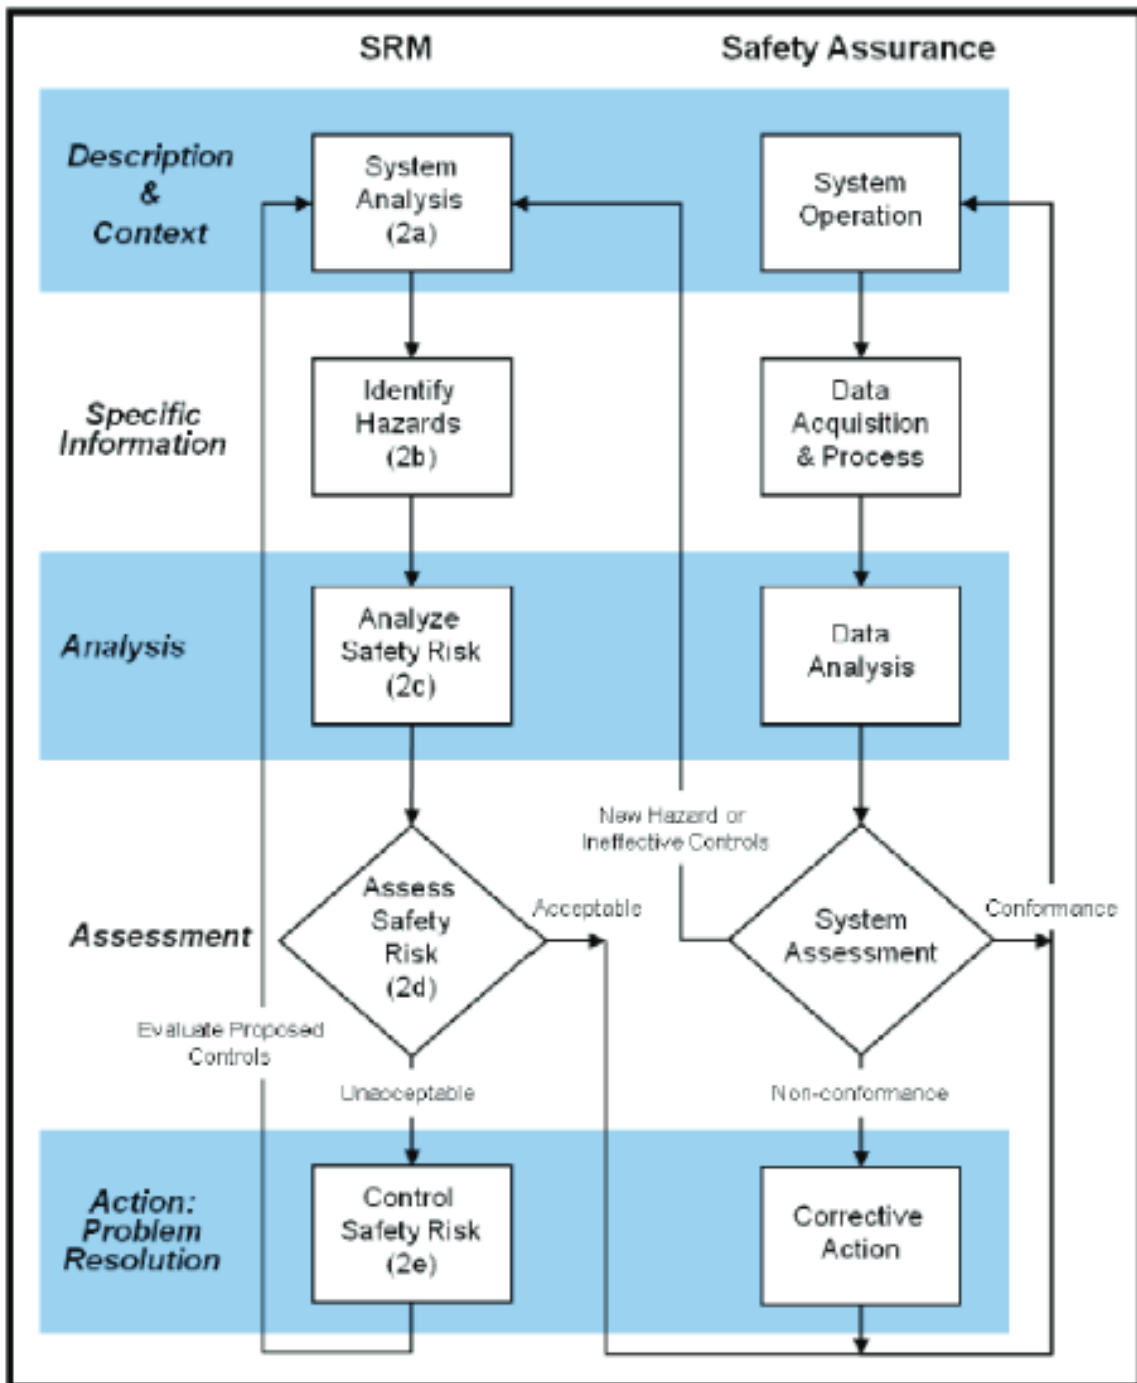 SRM
Safety Assurance
Description
&
Context
System
Analysis
(2a)
System
Operation
Specific
Information
Identify
Hazards
(2b)
Data
Acquisition
& Process
Analysis
Analyze
Safety Risk
(2c)
Data
Analysis
New Hazard or
Ineffective Controls
Assessment
Assess
Safety
Risk
(2d)
Acceptable
System
Assessment
Conformance
Evaluate Proposed
Controls
Unacceptable
Non-conformance
Action:
Problem
Resolution
Control
Safety Risk
(2e)
Corrective
Action